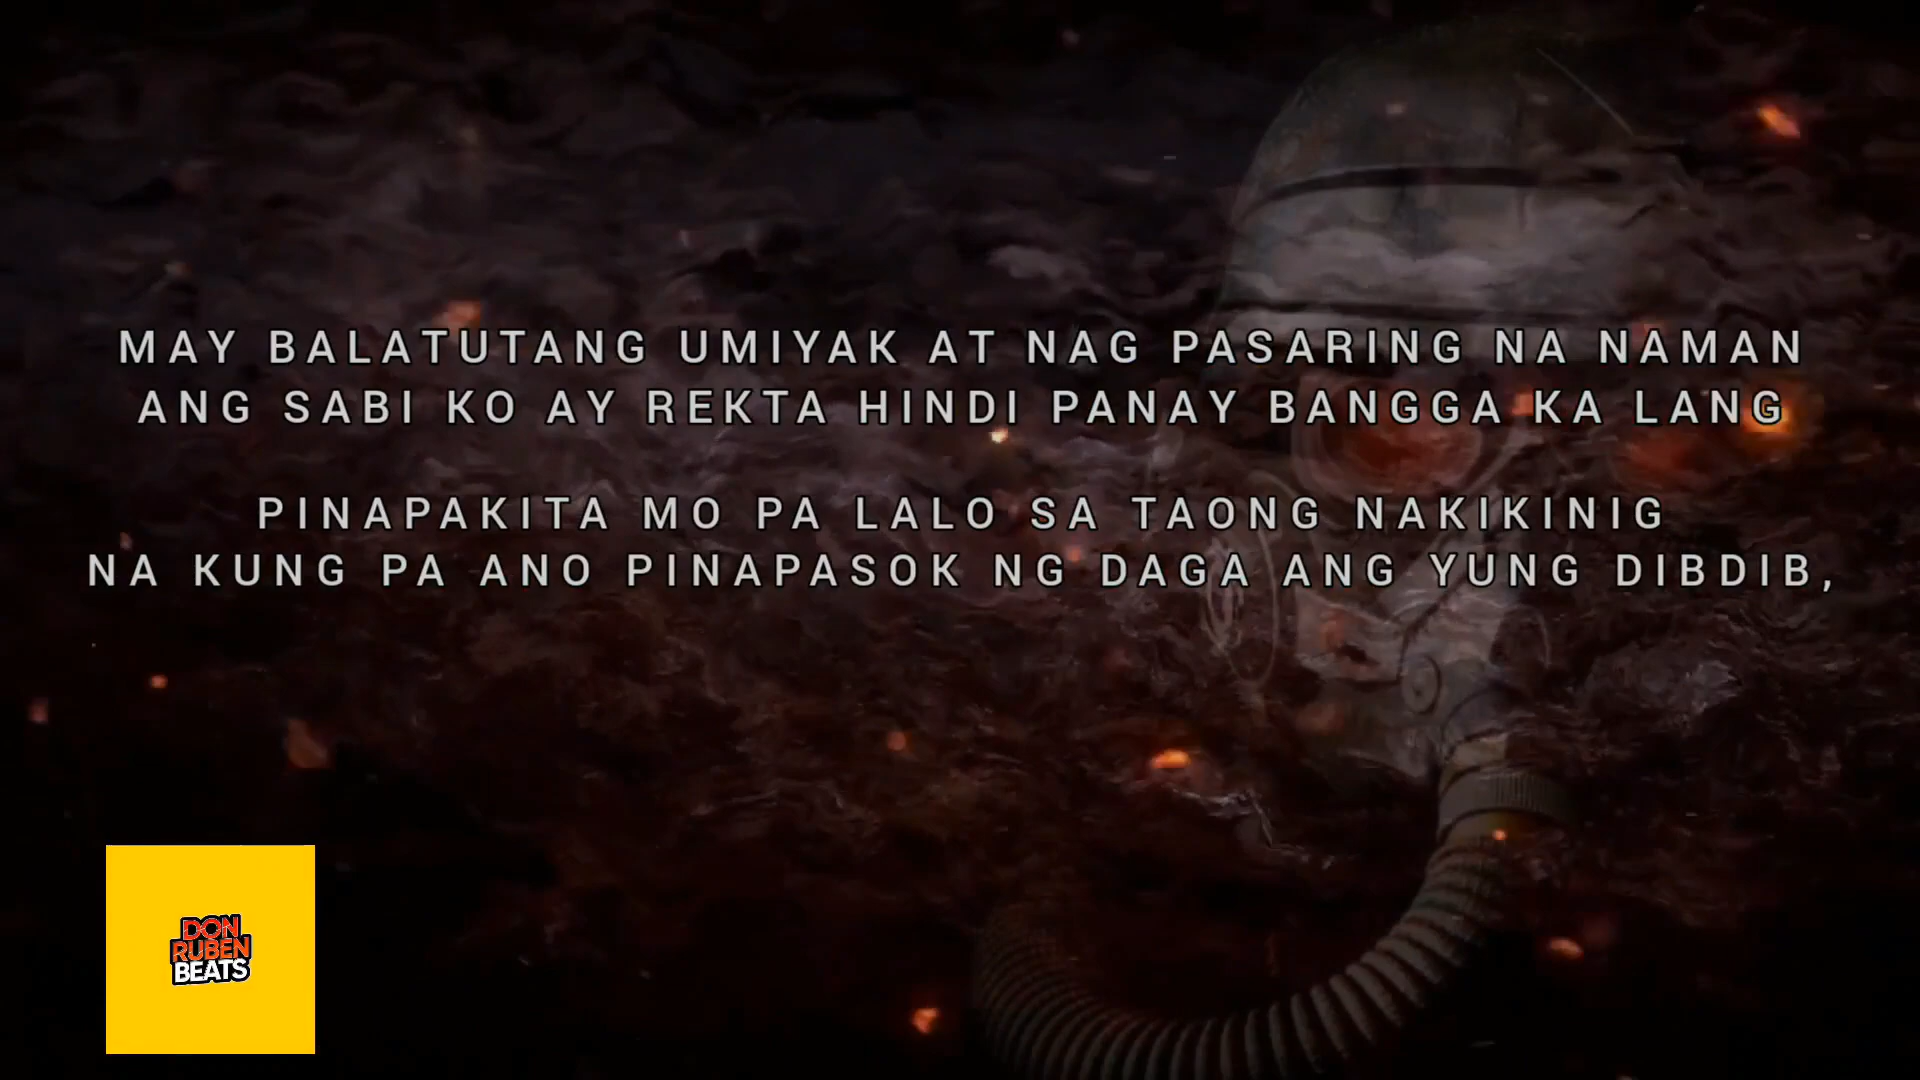 MAY BALATUTANG UMIYAK AT NAG PASARING NA NAMAN
ANG SABI KO AY REKTA HINDI PANAY BANGGA KA LANG
PINAPAKITA MO PA LALO SA TAONG NAKIKINIG
NA KUNG PA ANO PINAPASOK NG DAGA ANG YUNG DIBDIB,
DON
RUBEN
BEATS